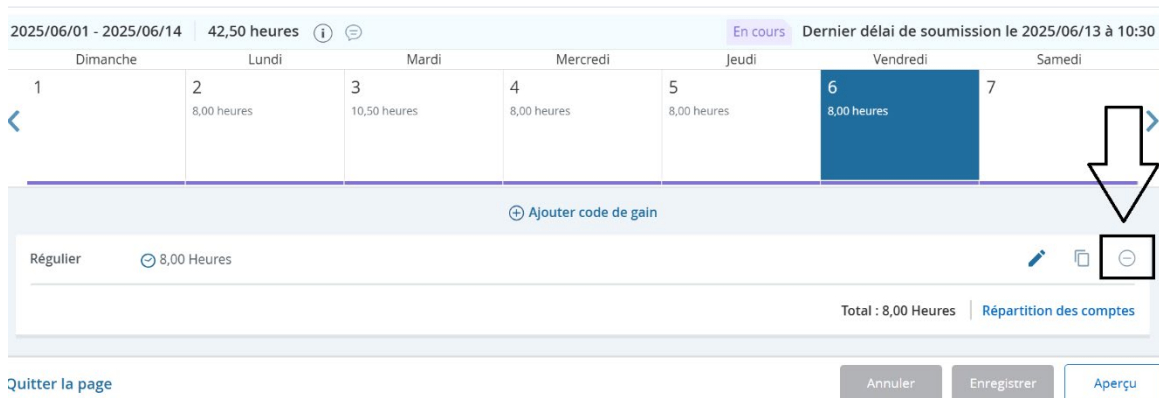 2025/06/01 - 2025/06/14 42,50 heures En cours Dernier délai de soumission le 2025/06/13 à 10:30
Dimanche Lundi Mardi Mercredi Jeudi Vendredi Samedi
1 2 3 4 5 6 7
8,00 heures 10,50 heures 8,00 heures 8,00 heures 8,00 heures
Ajouter code de gain
Régulier 8,00 Heures
Total : 8,00 Heures Répartition des comptes
Quitter la page Annuler Enregistrer Aperçu